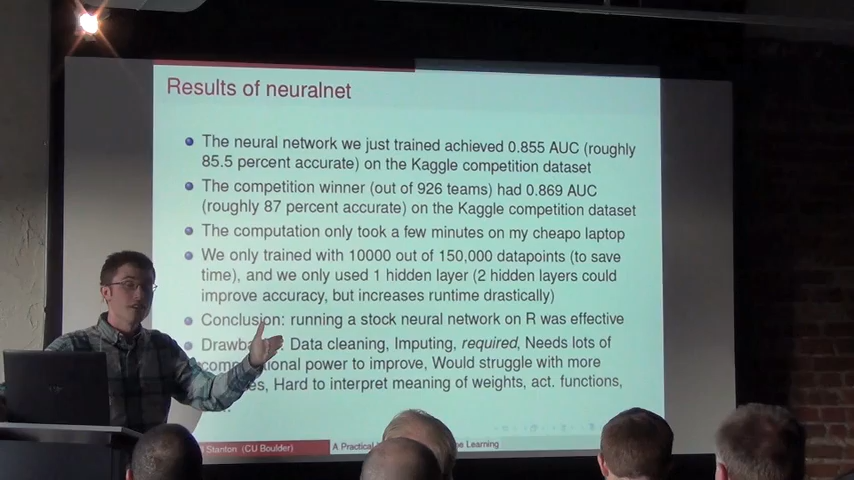 Results of neuralnet
The neural network we just trained achieved 0.855 AUC (roughly
85.5 percent accurate) on the Kaggle competition dataset
The competition winner (out of 926 teams) had 0.869 AUC
(roughly 87 percent accurate) on the Kaggle competition dataset
The computation only took a few minutes on my cheapo laptop
We only trained with 10000 out of 150,000 datapoints (to save
time), and we only used 1 hidden layer (2 hidden layers could
improve accuracy, but increases runtime drastically)
Conclusion: running a stock neural network on R was effective
Data cleaning, Imputing, required, Needs lots of
power to improve, Would struggle with more
Hard to interpret meaning of weights, act. functions,
Stanton (CU Boulder) A Practical Learning